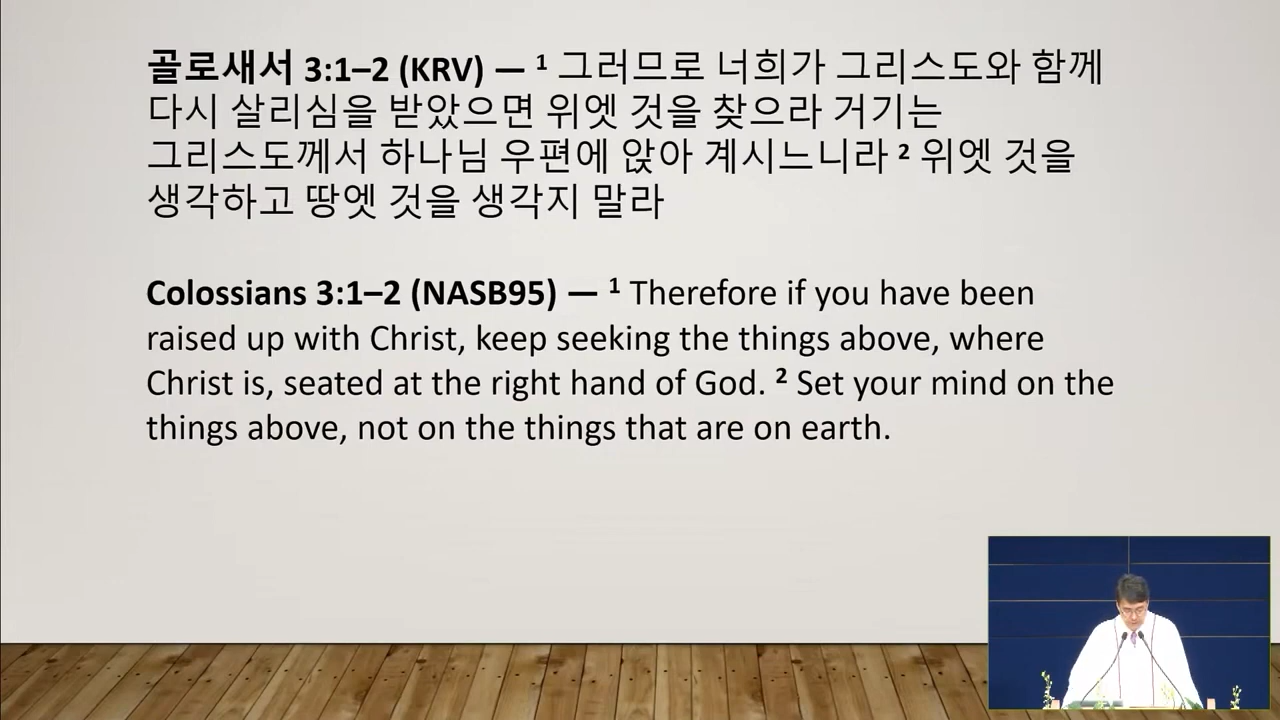 골로새서 3:1–2 (KRV) — ¹ 그러므로 너희가 그리스도와 함께
다시 살리심을 받았으면 위엣 것을 찾으라 거기는
그리스도께서 하나님 우편에 앉아 계시느니라 ² 위엣 것을
생각하고 땅엣 것을 생각지 말라
Colossians 3:1–2 (NASB95) — ¹ Therefore if you have been
raised up with Christ, keep seeking the things above, where
Christ is, seated at the right hand of God. ² Set your mind on the
things above, not on the things that are on earth.